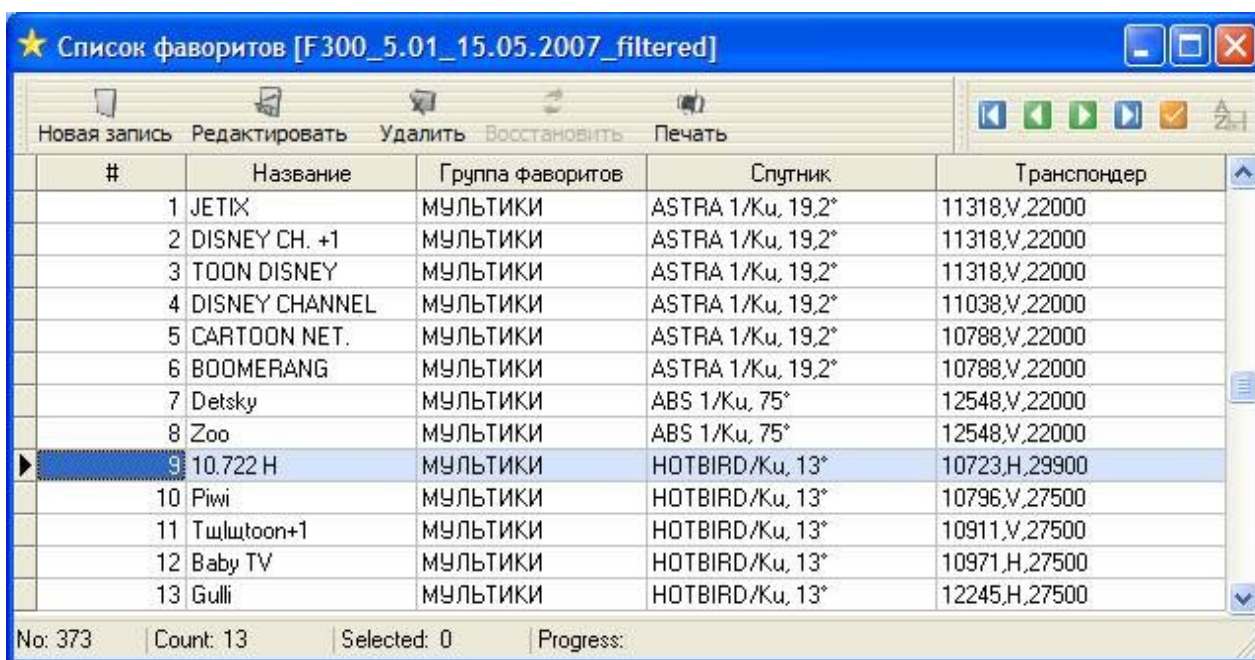 Список фаворитов [F300_5.01_15.05.2007_filtered]
Новая запись Редактировать Удалить Восстановить Печать
# Название Группа фаворитов Спутник Транспондер
1 JETIX МУЛЬТИКИ ASTRA 1/Ku, 19,2° 11318,V,22000
2 DISNEY CH. +1 МУЛЬТИКИ ASTRA 1/Ku, 19,2° 11318,V,22000
3 TOON DISNEY МУЛЬТИКИ ASTRA 1/Ku, 19,2° 11318,V,22000
4 DISNEY CHANNEL МУЛЬТИКИ ASTRA 1/Ku, 19,2° 11038,V,22000
5 CARTOON NET. МУЛЬТИКИ ASTRA 1/Ku, 19,2° 10788,V,22000
6 BOOMERANG МУЛЬТИКИ ASTRA 1/Ku, 19,2° 10788,V,22000
7 Detsky МУЛЬТИКИ ABS 1/Ku, 75° 12548,V,22000
8 Zoo МУЛЬТИКИ ABS 1/Ku, 75° 12548,V,22000
9 10.722 H МУЛЬТИКИ HOTBIRD/Ku, 13° 10723,H,29900
10 Piwi МУЛЬТИКИ HOTBIRD/Ku, 13° 10796,V,27500
11 Tщlщtoon+1 МУЛЬТИКИ HOTBIRD/Ku, 13° 10911,V,27500
12 Baby TV МУЛЬТИКИ HOTBIRD/Ku, 13° 10971,H,27500
13 Gulli МУЛЬТИКИ HOTBIRD/Ku, 13° 12245,H,27500
No: 373 Count: 13 Selected: 0 Progress: